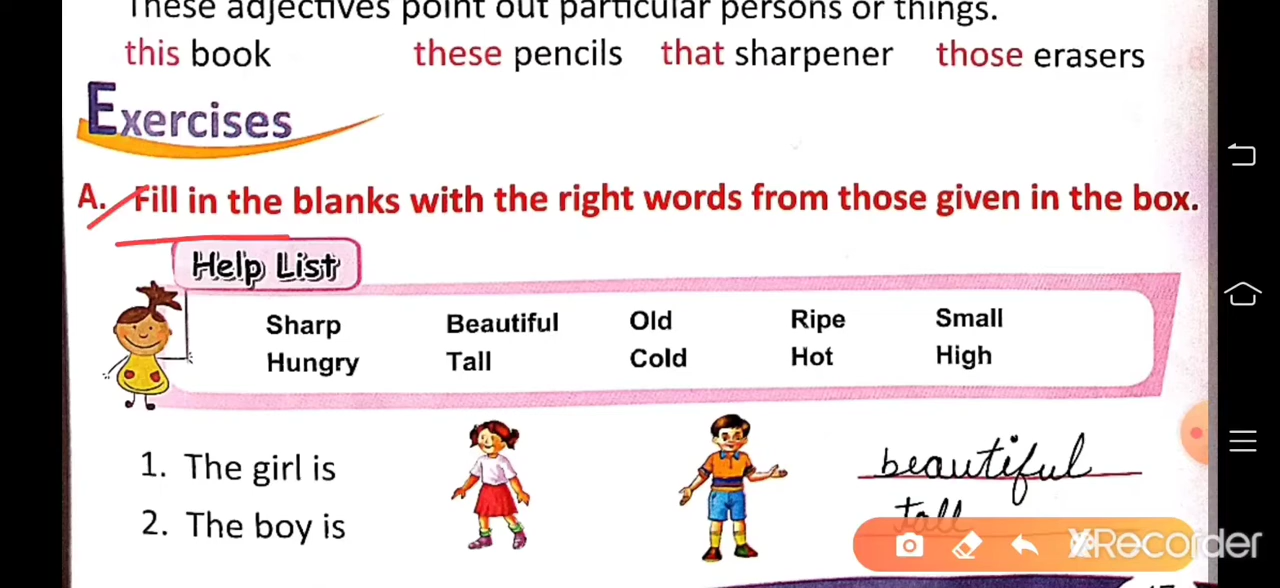 These adjectives point out particular persons or things.
this book these pencils that sharpener those erasers
Exercises
A. Fill in the blanks with the right words from those given in the box.
Help List
Sharp Beautiful Old Ripe Small
Hungry Tall Cold Hot High
1. The girl is beautiful
2. The boy is tall
XRecorder